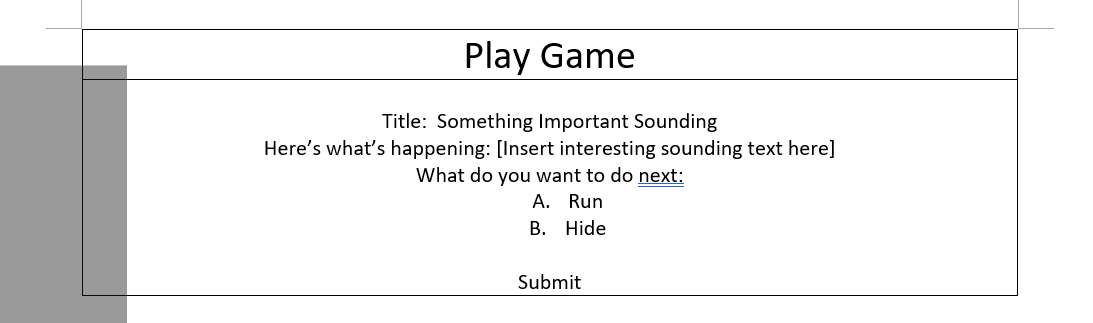 Play Game
Title:  Something Important Sounding
Here’s what’s happening: [Insert interesting sounding text here]
What do you want to do next:
A. Run
B. Hide
Submit